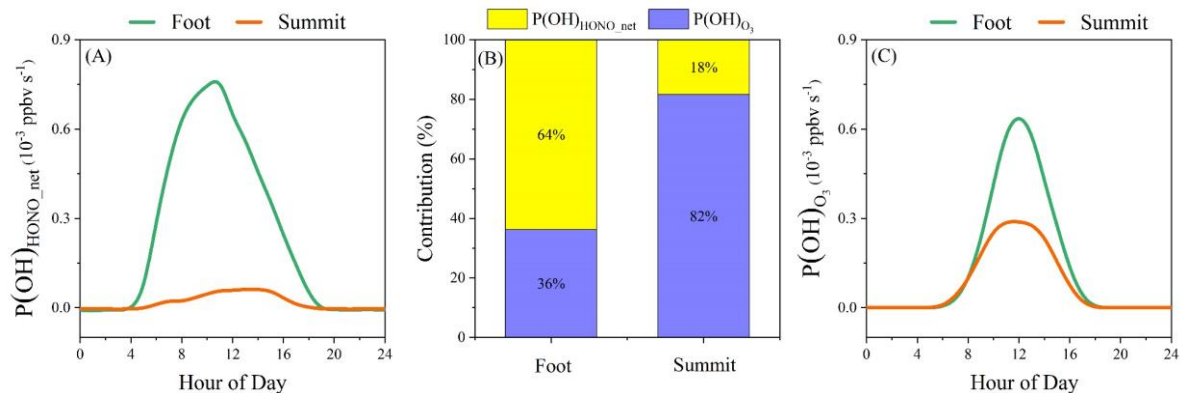 Foot Summit
(A)
0.9
0.6
0.3
0.0
P(OH)HONO_net (10-3 ppbv s-1)
0 4 8 12 16 20 24
Hour of Day
P(OH)HONO_net P(OH)O3
(B)
100
80
60
40
20
0
Contribution (%)
64%
36%
18%
82%
Foot Summit
Foot Summit
(C)
0.9
0.6
0.3
0.0
P(OH)O3 (10-3 ppbv s-1)
0 4 8 12 16 20 24
Hour of Day